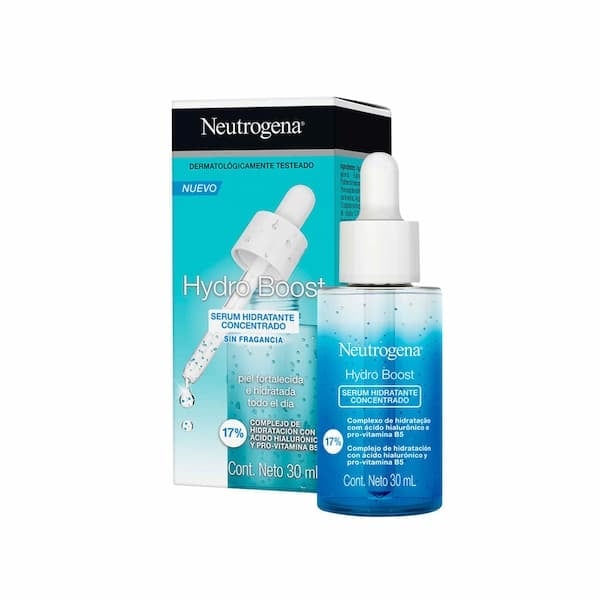 Neutrogena®
DERMATOLÓGICAMENTE TESTEADO
NUEVO
Hydro Boost
SERUM HIDRATANTE
CONCENTRADO
SIN FRAGANCIA
piel fortalecida
e hidratada
todo el día
17%
COMPLEJO DE
HIDRATACIÓN CON
ÁCIDO HIALURÓNICO
Y PRO-VITAMINA B5
Cont. Neto 30 mL
Neutrogena®
Hydro Boost
SERUM HIDRATANTE
CONCENTRADO
Complexo de hidratação
com ácido hialurônico e
pro-vitamina B5
17%
Complejo de hidratación
con ácido hialurónico y
pro-vitamina B5
Cont. Neto 30 mL